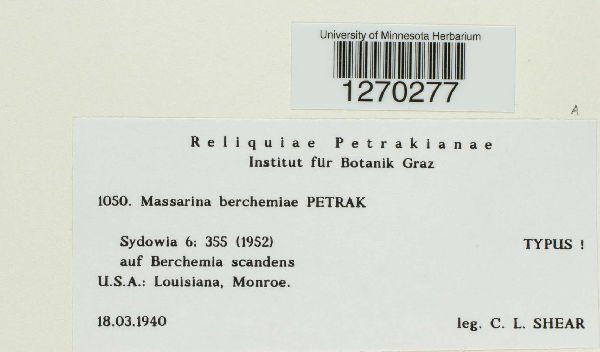 University of Minnesota Herbarium
1270277
A
Reliquiae Petrakianae
Institut für Botanik Graz
1050. Massarina berchemiae PETRAK
Sydowia 6: 355 (1952) TYPUS !
auf Berchemia scandens
U.S.A.: Louisiana, Monroe.
18.03.1940 leg. C. L. SHEAR